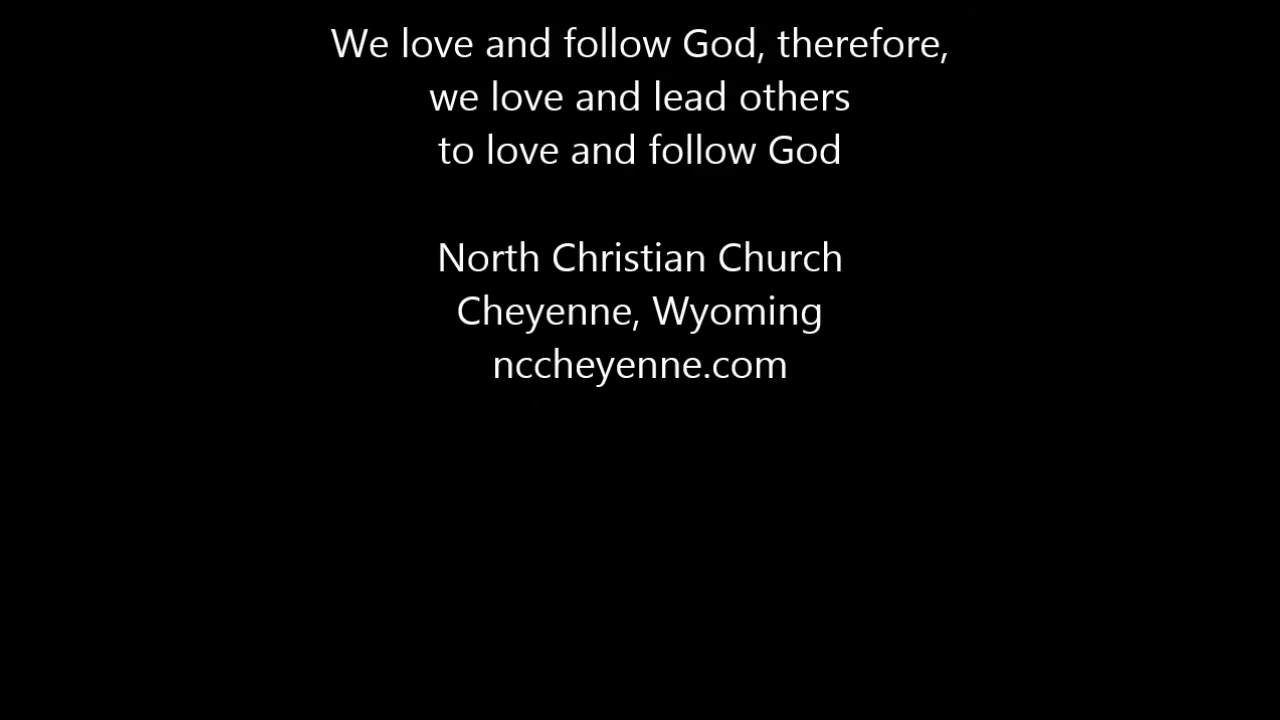 We love and follow God, therefore,
we love and lead others
to love and follow God
North Christian Church
Cheyenne, Wyoming
nccheyenne.com